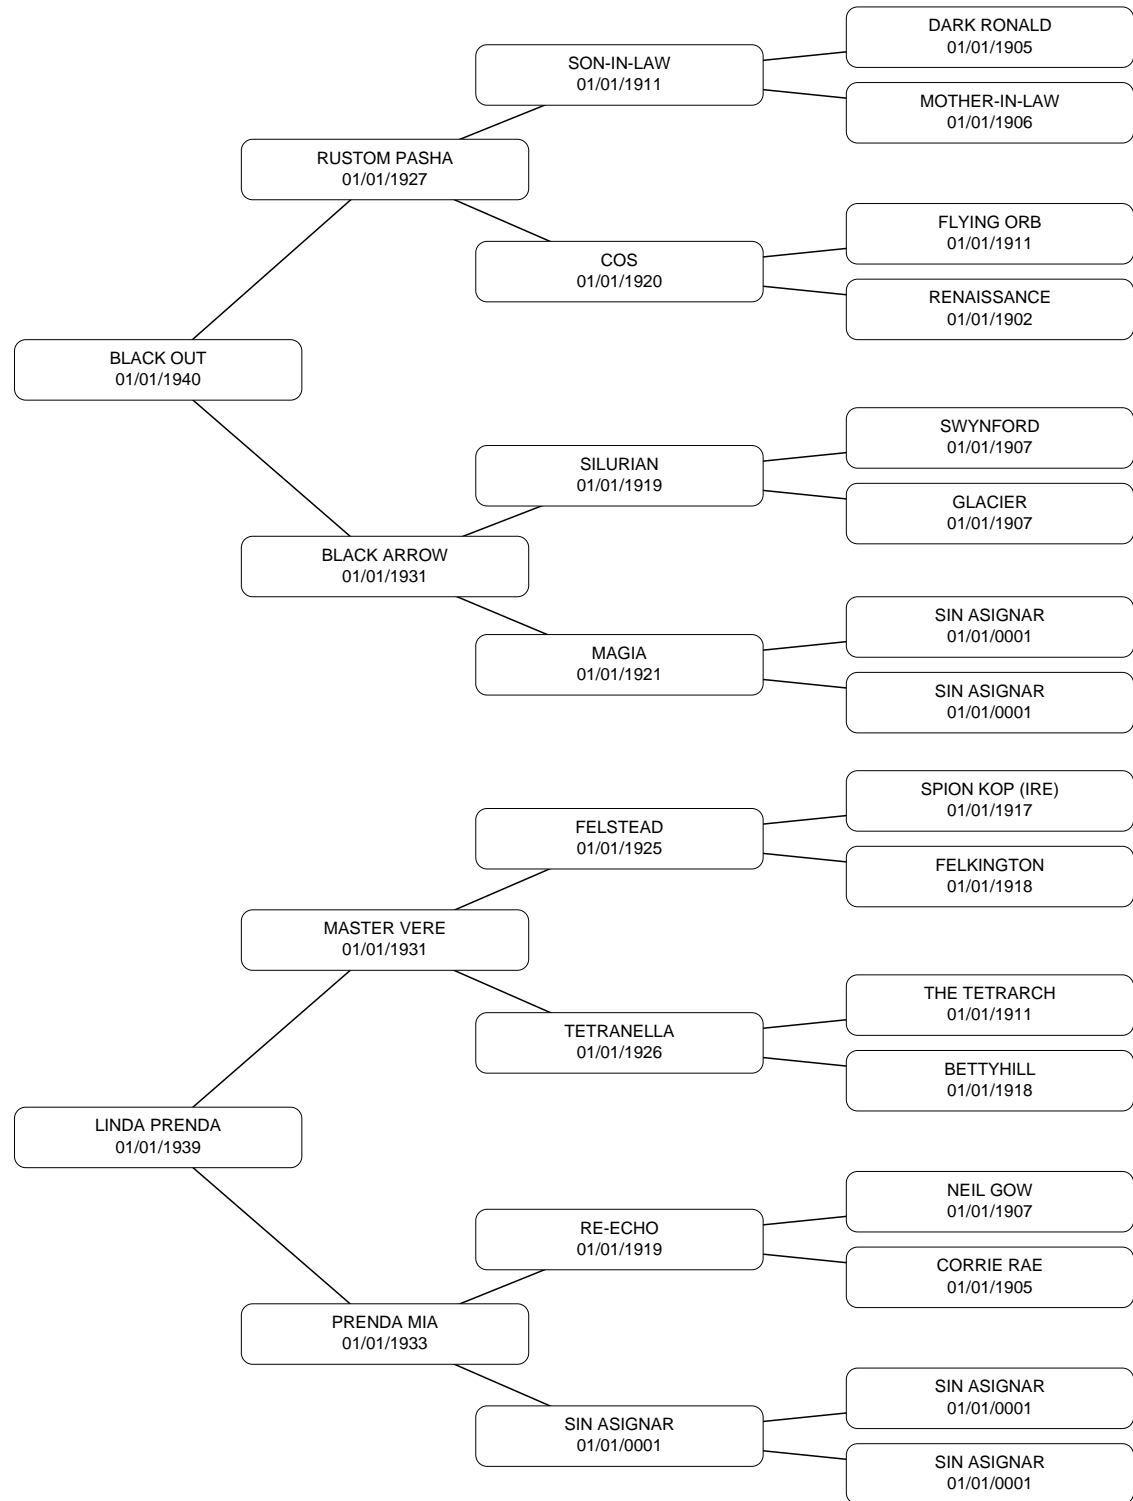 DARK RONALD
01/01/1905
SON-IN-LAW
01/01/1911
MOTHER-IN-LAW
01/01/1906
RUSTOM PASHA
01/01/1927
FLYING ORB
01/01/1911
COS
01/01/1920
RENAISSANCE
01/01/1902
BLACK OUT
01/01/1940
SWYNFORD
01/01/1907
SILURIAN
01/01/1919
GLACIER
01/01/1907
BLACK ARROW
01/01/1931
SIN ASIGNAR
01/01/0001
MAGIA
01/01/1921
SIN ASIGNAR
01/01/0001
SPION KOP (IRE)
01/01/1917
FELSTEAD
01/01/1925
FELKINGTON
01/01/1918
MASTER VERE
01/01/1931
THE TETRARCH
01/01/1911
TETRANELLA
01/01/1926
BETTYHILL
01/01/1918
LINDA PRENDA
01/01/1939
NEIL GOW
01/01/1907
RE-ECHO
01/01/1919
CORRIE RAE
01/01/1905
PRENDA MIA
01/01/1933
SIN ASIGNAR
01/01/0001
SIN ASIGNAR
01/01/0001
SIN ASIGNAR
01/01/0001